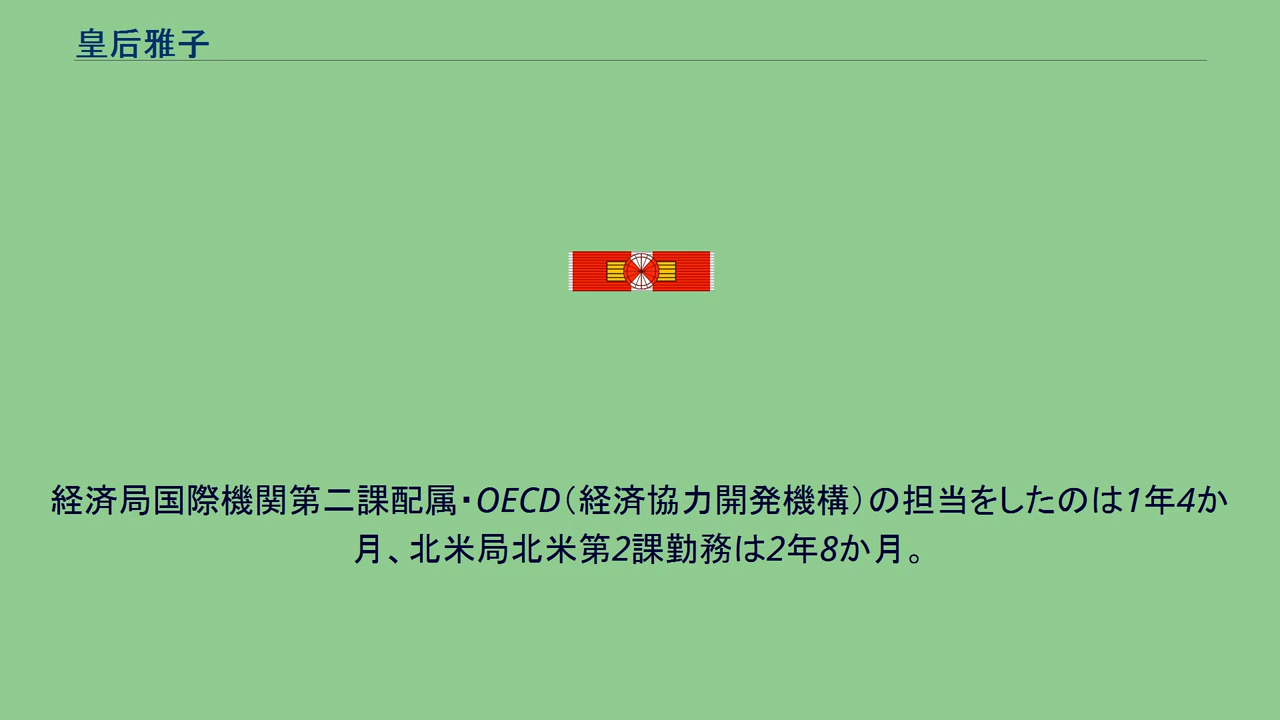 皇后雅子
経済局国際機関第二課配属・OECD（経済協力開発機構）の担当をしたのは1年4か
月、北米局北米第2課勤務は2年8か月。